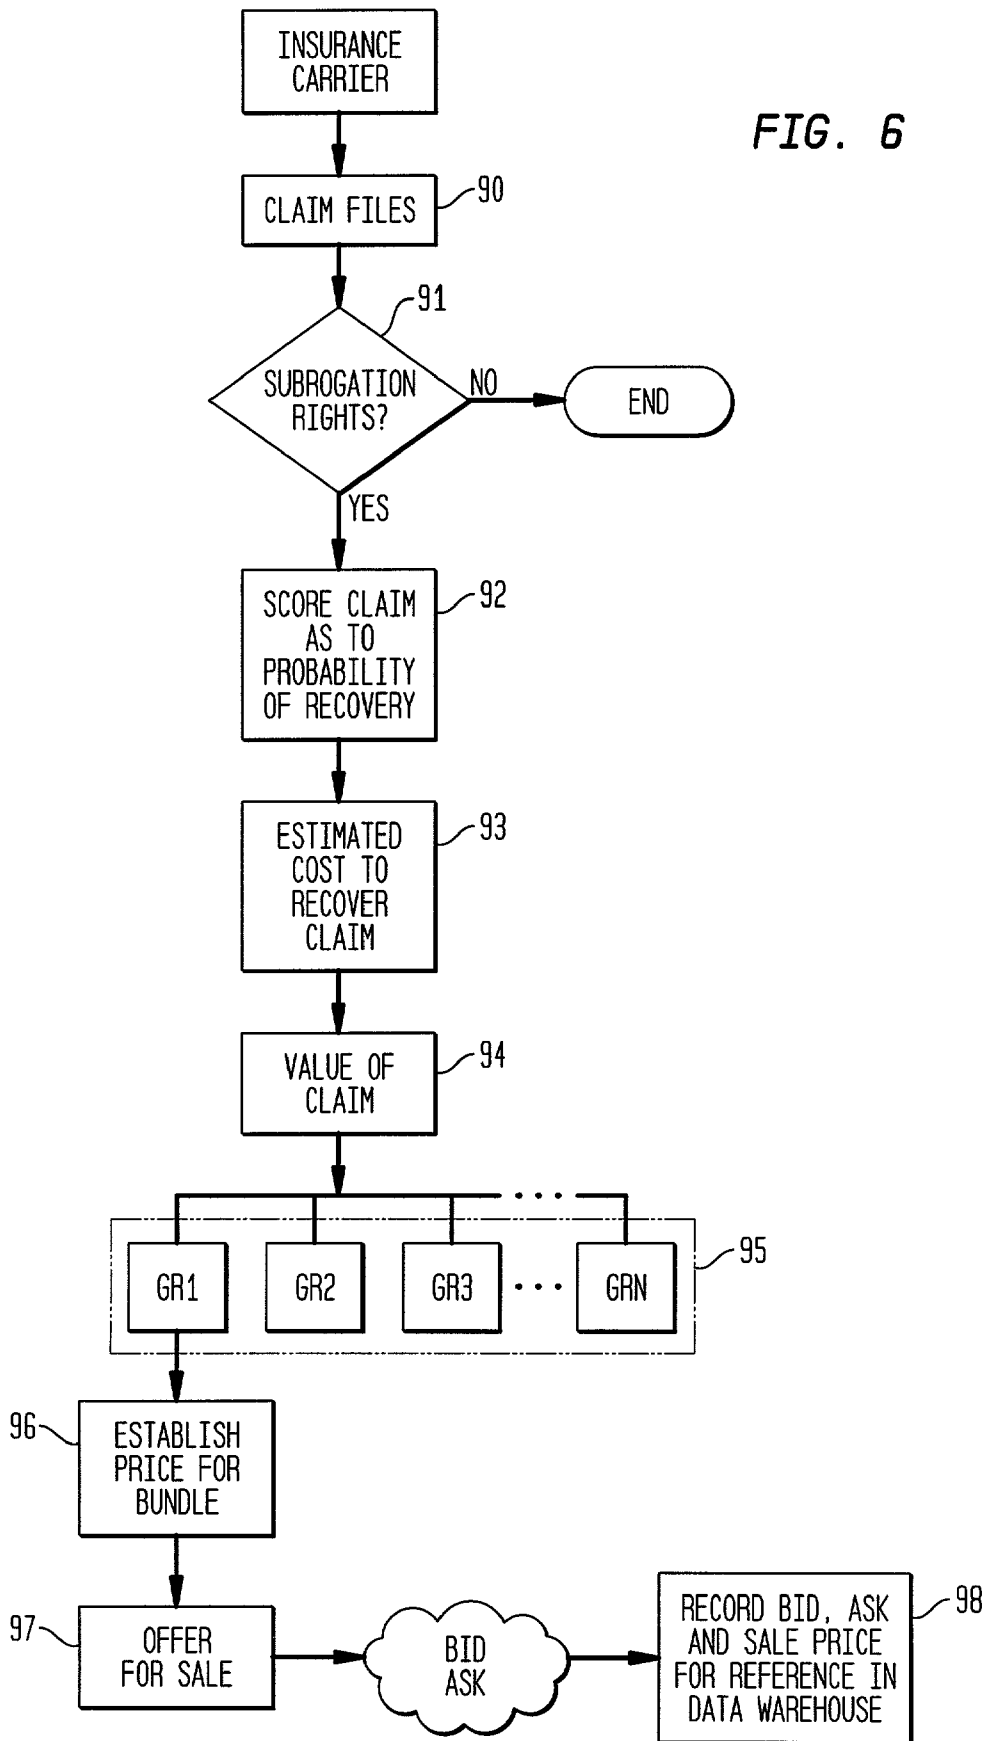 INSURANCE
CARRIER
FIG. 6
CLAIM FILES
90
91
SUBROGATION
RIGHTS?
NO
END
YES
SCORE CLAIM
AS TO
PROBABILITY
OF RECOVERY
92
ESTIMATED
COST TO
RECOVER
CLAIM
93
VALUE OF
CLAIM
94
GR1
GR2
GR3
...
GRN
95
96
ESTABLISH
PRICE FOR
BUNDLE
97
OFFER
FOR SALE
BID
ASK
RECORD BID, ASK
AND SALE PRICE
FOR REFERENCE IN
DATA WAREHOUSE
98